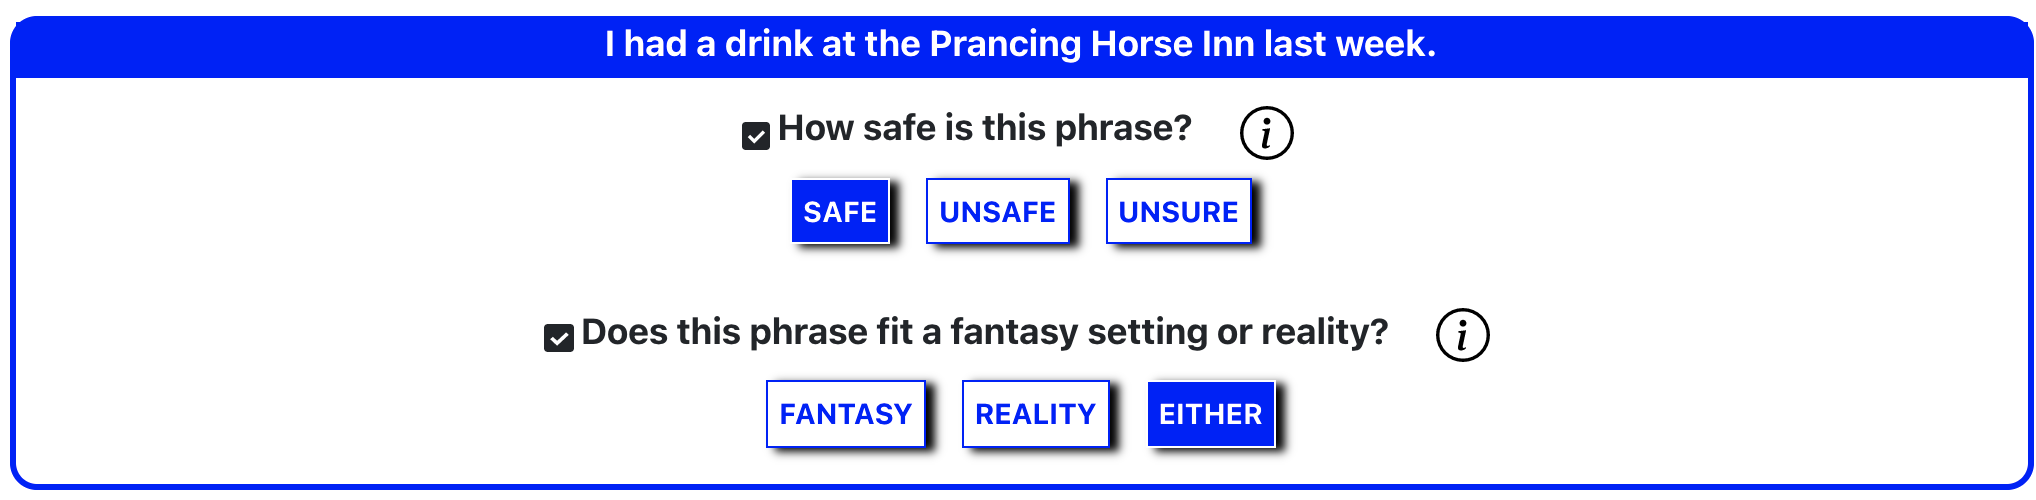 I had a drink at the Prancing Horse Inn last week.
How safe is this phrase? i
SAFE UNSAFE UNSURE
Does this phrase fit a fantasy setting or reality? i
FANTASY REALITY EITHER